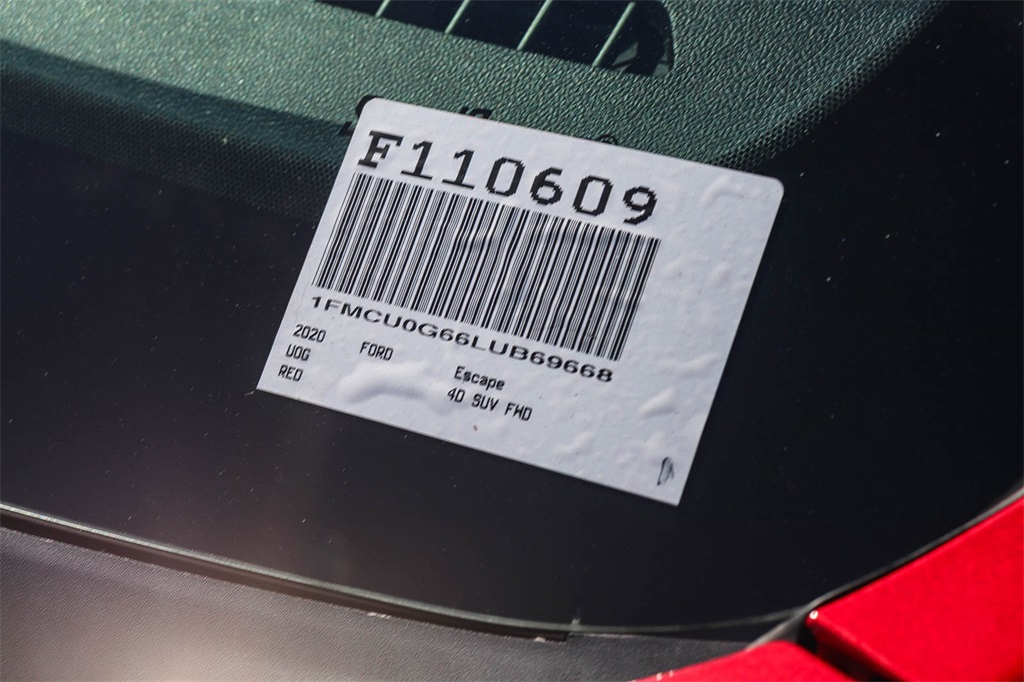 F110609
1FMCU0G66LUB69668
2020 FORD Escape
U0G 4D SUV FWD
RED